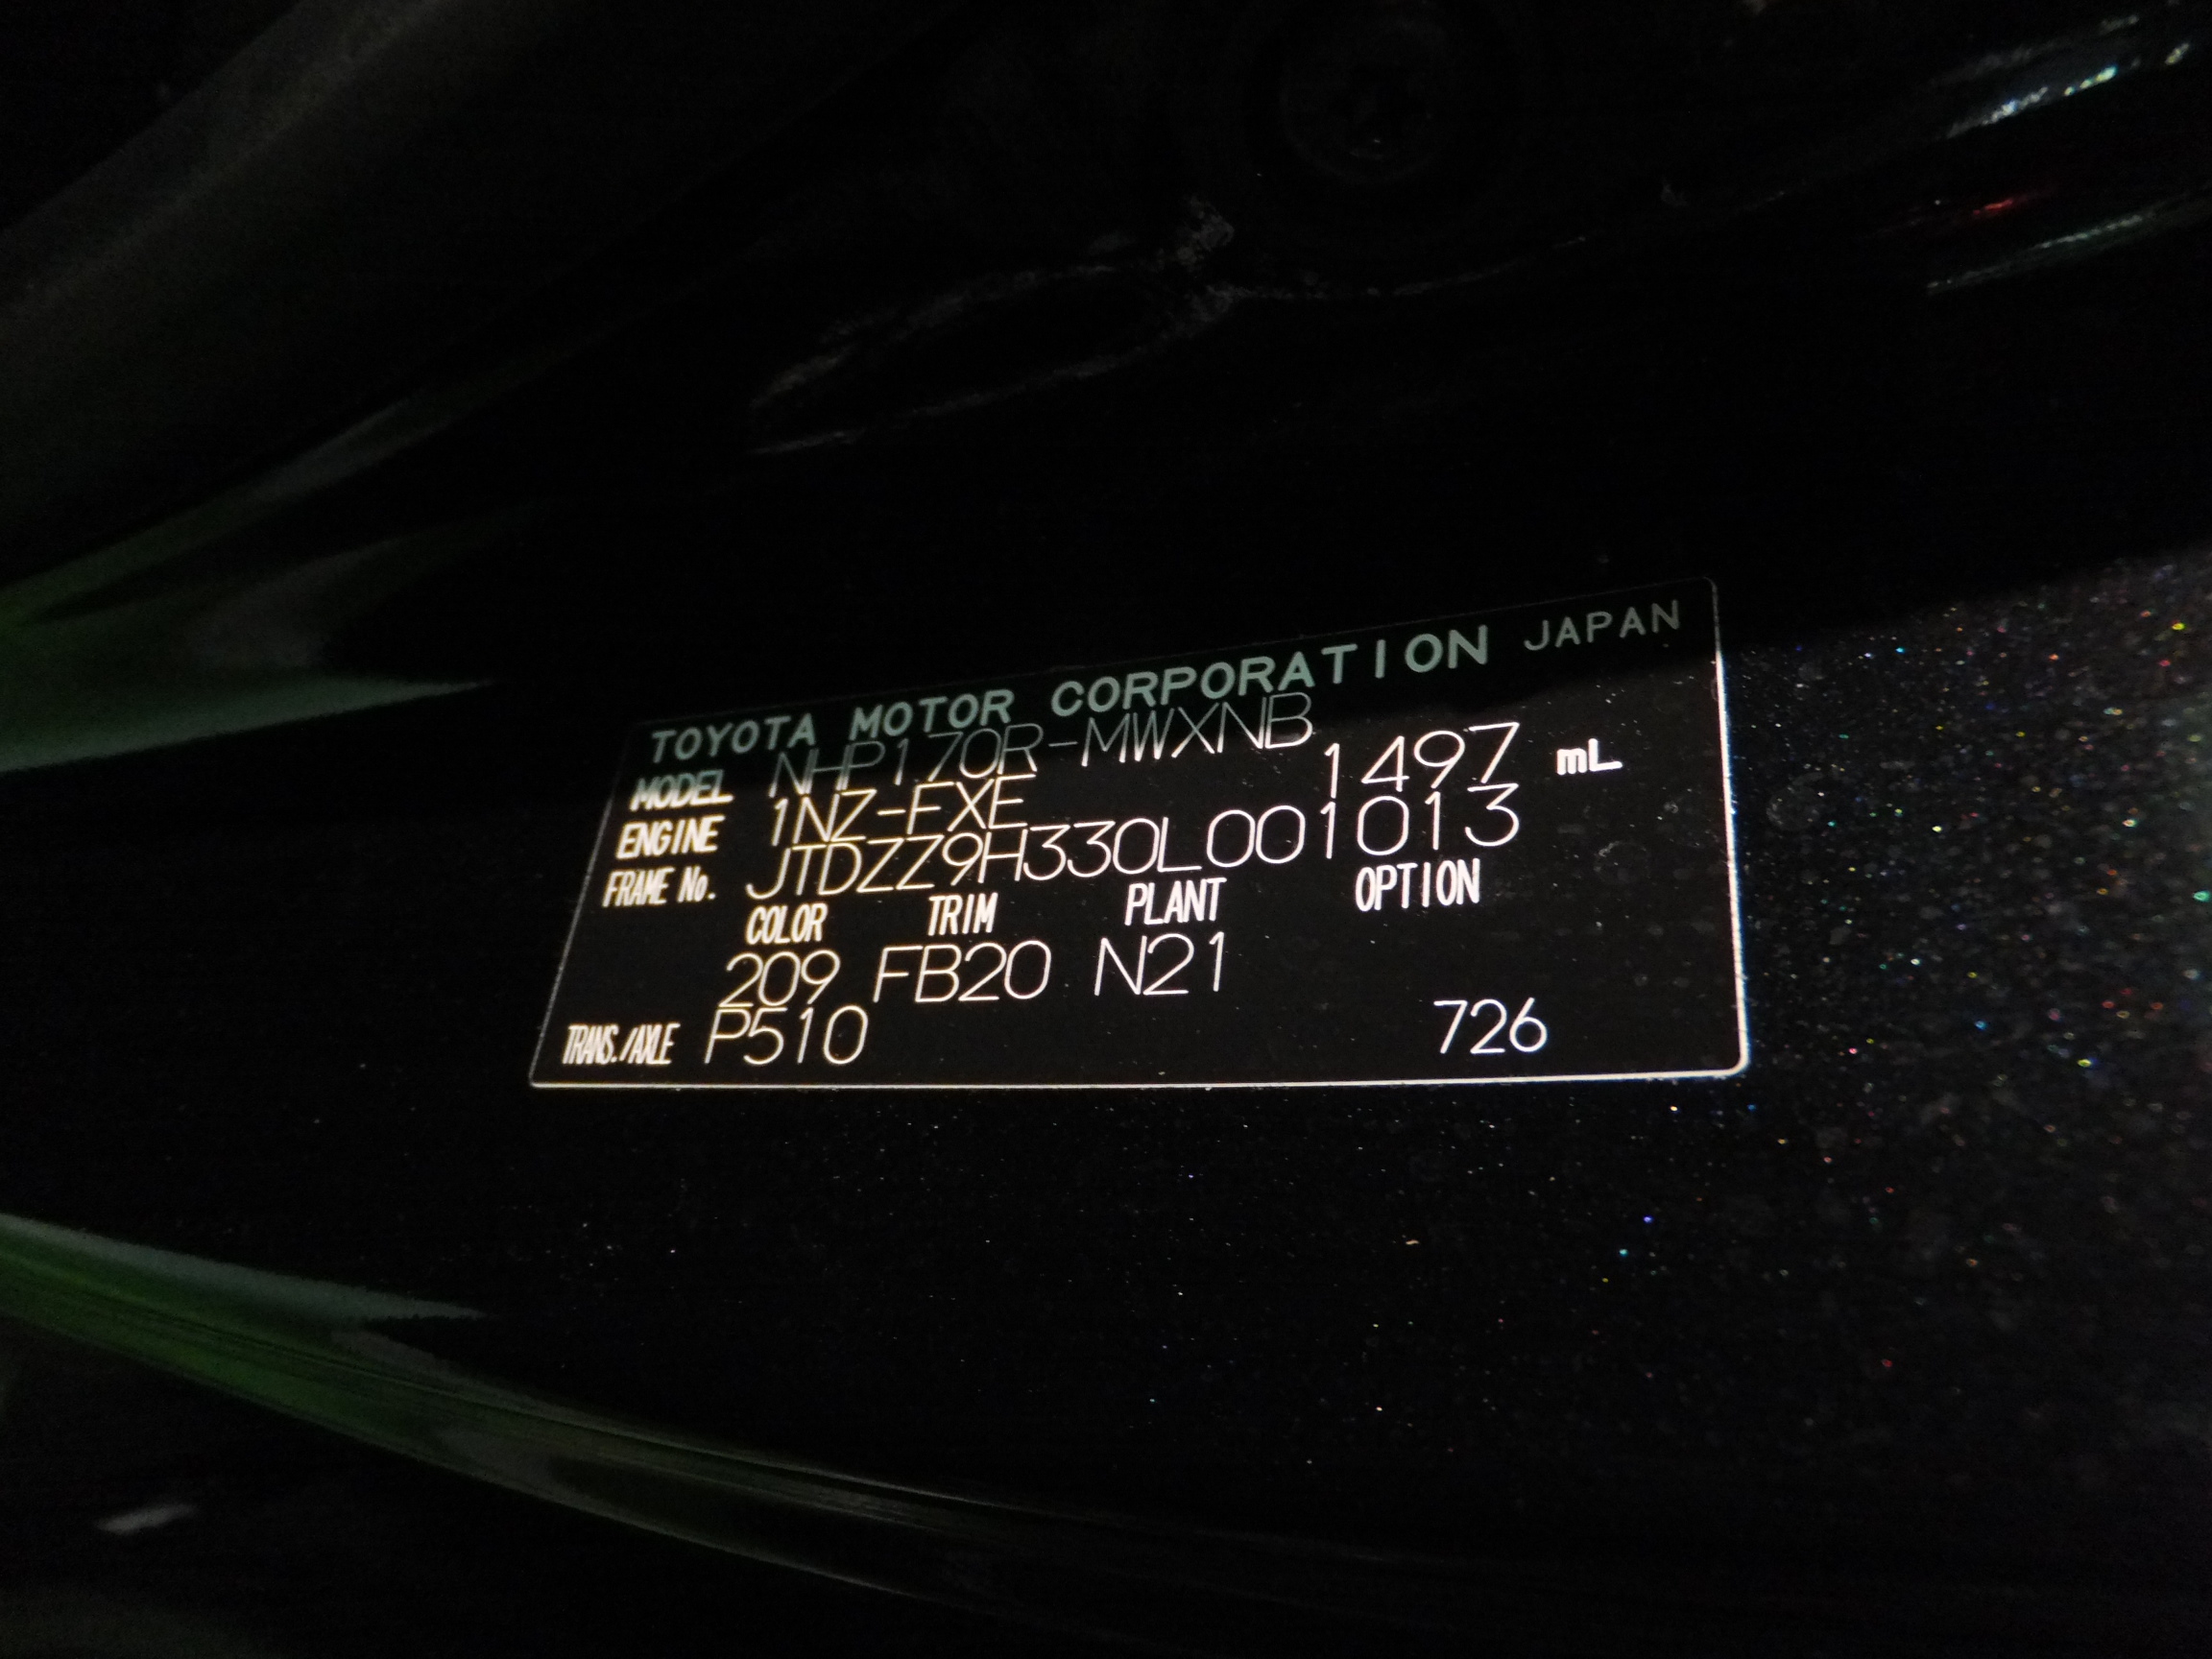 TOYOTA MOTOR CORPORATION JAPAN
MODEL NHP170R-MWXNB
ENGINE 1NZ-FXE 1497 mL
FRAME No. JTDZZ9H330L001013
COLOR TRIM PLANT OPTION
209 FB20 N21
TRANS./AXLE P510 726